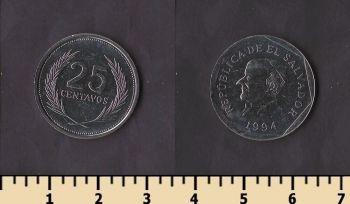 25
CENTAVOS
REPUBLICA DE EL SALVADOR
1994
1 2 3 4 5 6 7